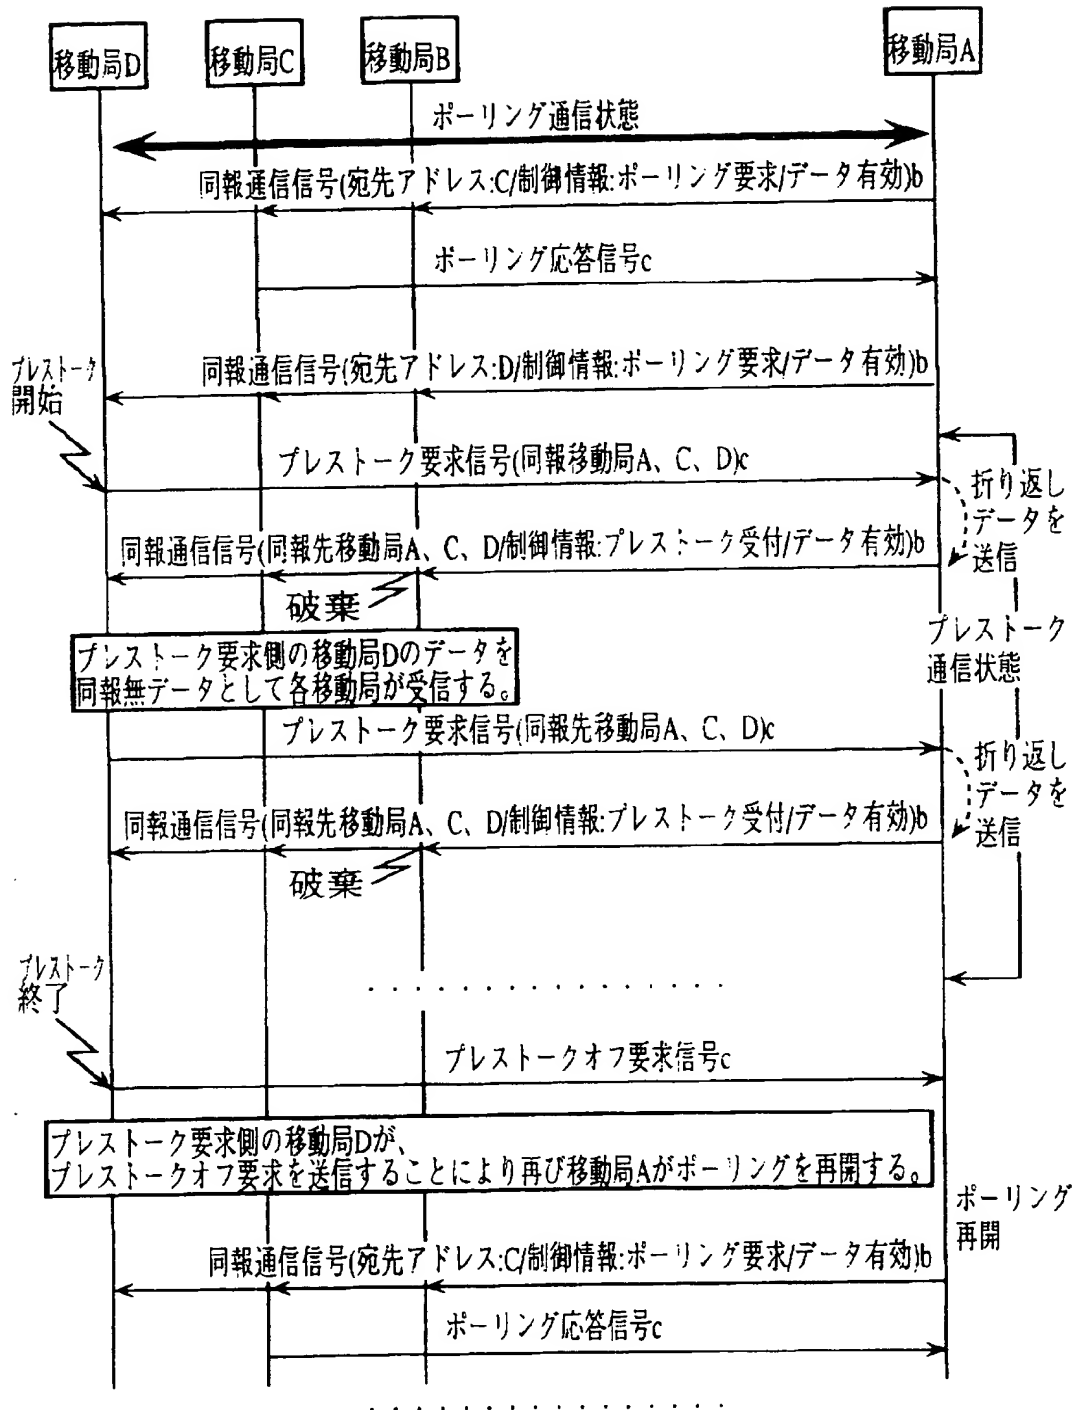 移動局D
移動局C
移動局B
移動局A
ポーリング通信状態
同報通信信号(宛先アドレス:C/制御情報:ポーリング要求/データ有効)b
ポーリング応答信号c
プレストーク
開始
同報通信信号(宛先アドレス:D/制御情報:ポーリング要求/データ有効)b
プレストーク要求信号(同報移動局A、C、D)c
折り返し
データを
送信
同報通信信号(同報先移動局A、C、D/制御情報:プレストーク受付/データ有効)b
破棄
プレストーク
通信状態
プレストーク要求側の移動局Dのデータを
同報無データとして各移動局が受信する。
プレストーク要求信号(同報先移動局A、C、D)c
折り返し
データを
送信
同報通信信号(同報先移動局A、C、D/制御情報:プレストーク受付/データ有効)b
破棄
プレストーク
終了
. . . . . . . . . . . . . . . .
プレストークオフ要求信号c
プレストーク要求側の移動局Dが、
プレストークオフ要求を送信することにより再び移動局Aがポーリングを再開する。
ポーリング
再開
同報通信信号(宛先アドレス:C/制御情報:ポーリング要求/データ有効)b
ポーリング応答信号c
. . . . . . . . . . . . . . . .